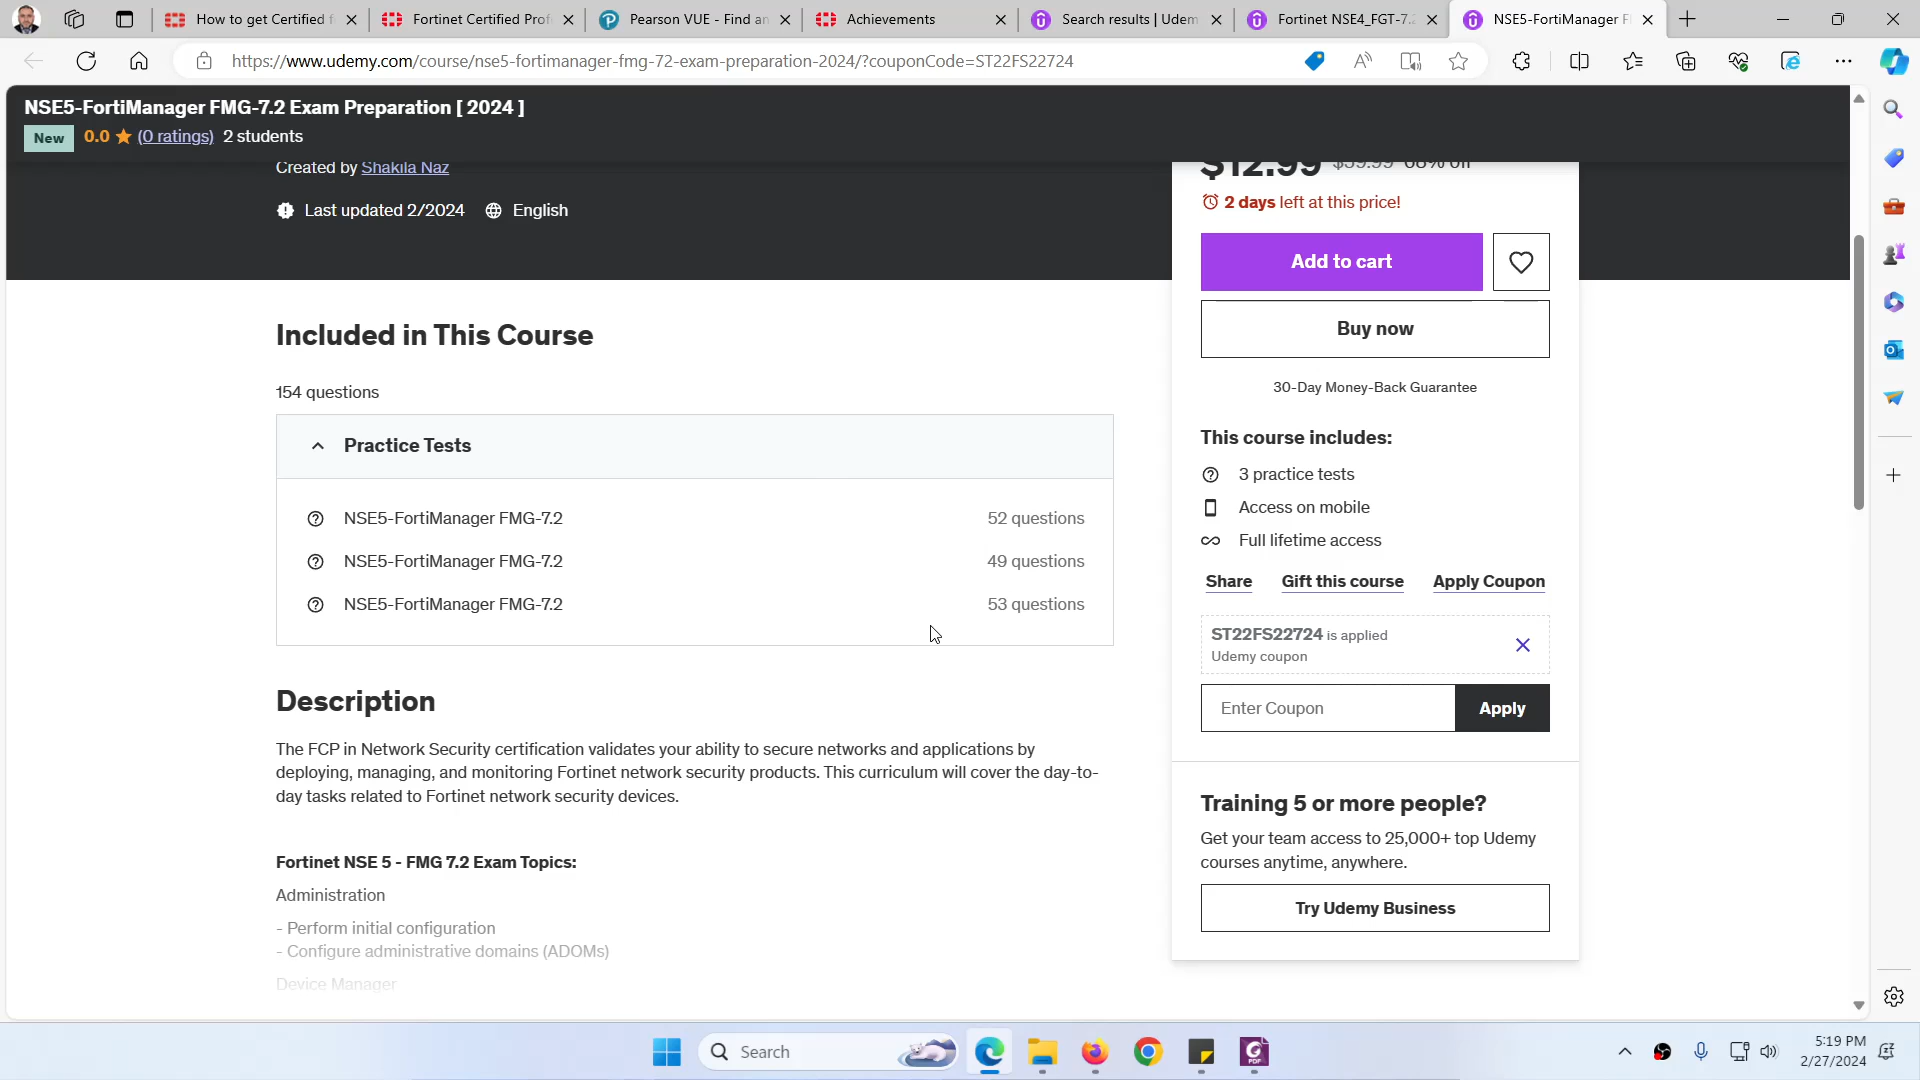 How to get Certified f
Fortinet Certified Prof
Pearson VUE - Find an
Achievements
Search results | Udem
Fortinet NSE4_FGT-7.2
NSE5-FortiManager F
https://www.udemy.com/course/nse5-fortimanager-fmg-72-exam-preparation-2024/?couponCode=ST22FS22724
NSE5-FortiManager FMG-7.2 Exam Preparation [ 2024 ]
New 0.0 (0 ratings) 2 students
Created by Shakila Naz
Last updated 2/2024 English
$12.99 $39.99 68% off
2 days left at this price!
Add to cart
Buy now
30-Day Money-Back Guarantee
This course includes:
3 practice tests
Access on mobile
Full lifetime access
Share Gift this course Apply Coupon
ST22FS22724 is applied
Udemy coupon
Enter Coupon Apply
Training 5 or more people?
Get your team access to 25,000+ top Udemy
courses anytime, anywhere.
Try Udemy Business
Included in This Course
154 questions
Practice Tests
NSE5-FortiManager FMG-7.2 52 questions
NSE5-FortiManager FMG-7.2 49 questions
NSE5-FortiManager FMG-7.2 53 questions
Description
The FCP in Network Security certification validates your ability to secure networks and applications by
deploying, managing, and monitoring Fortinet network security products. This curriculum will cover the day-to-
day tasks related to Fortinet network security devices.
Fortinet NSE 5 - FMG 7.2 Exam Topics:
Administration
- Perform initial configuration
- Configure administrative domains (ADOMs)
Device Manager
Search
5:19 PM
2/27/2024